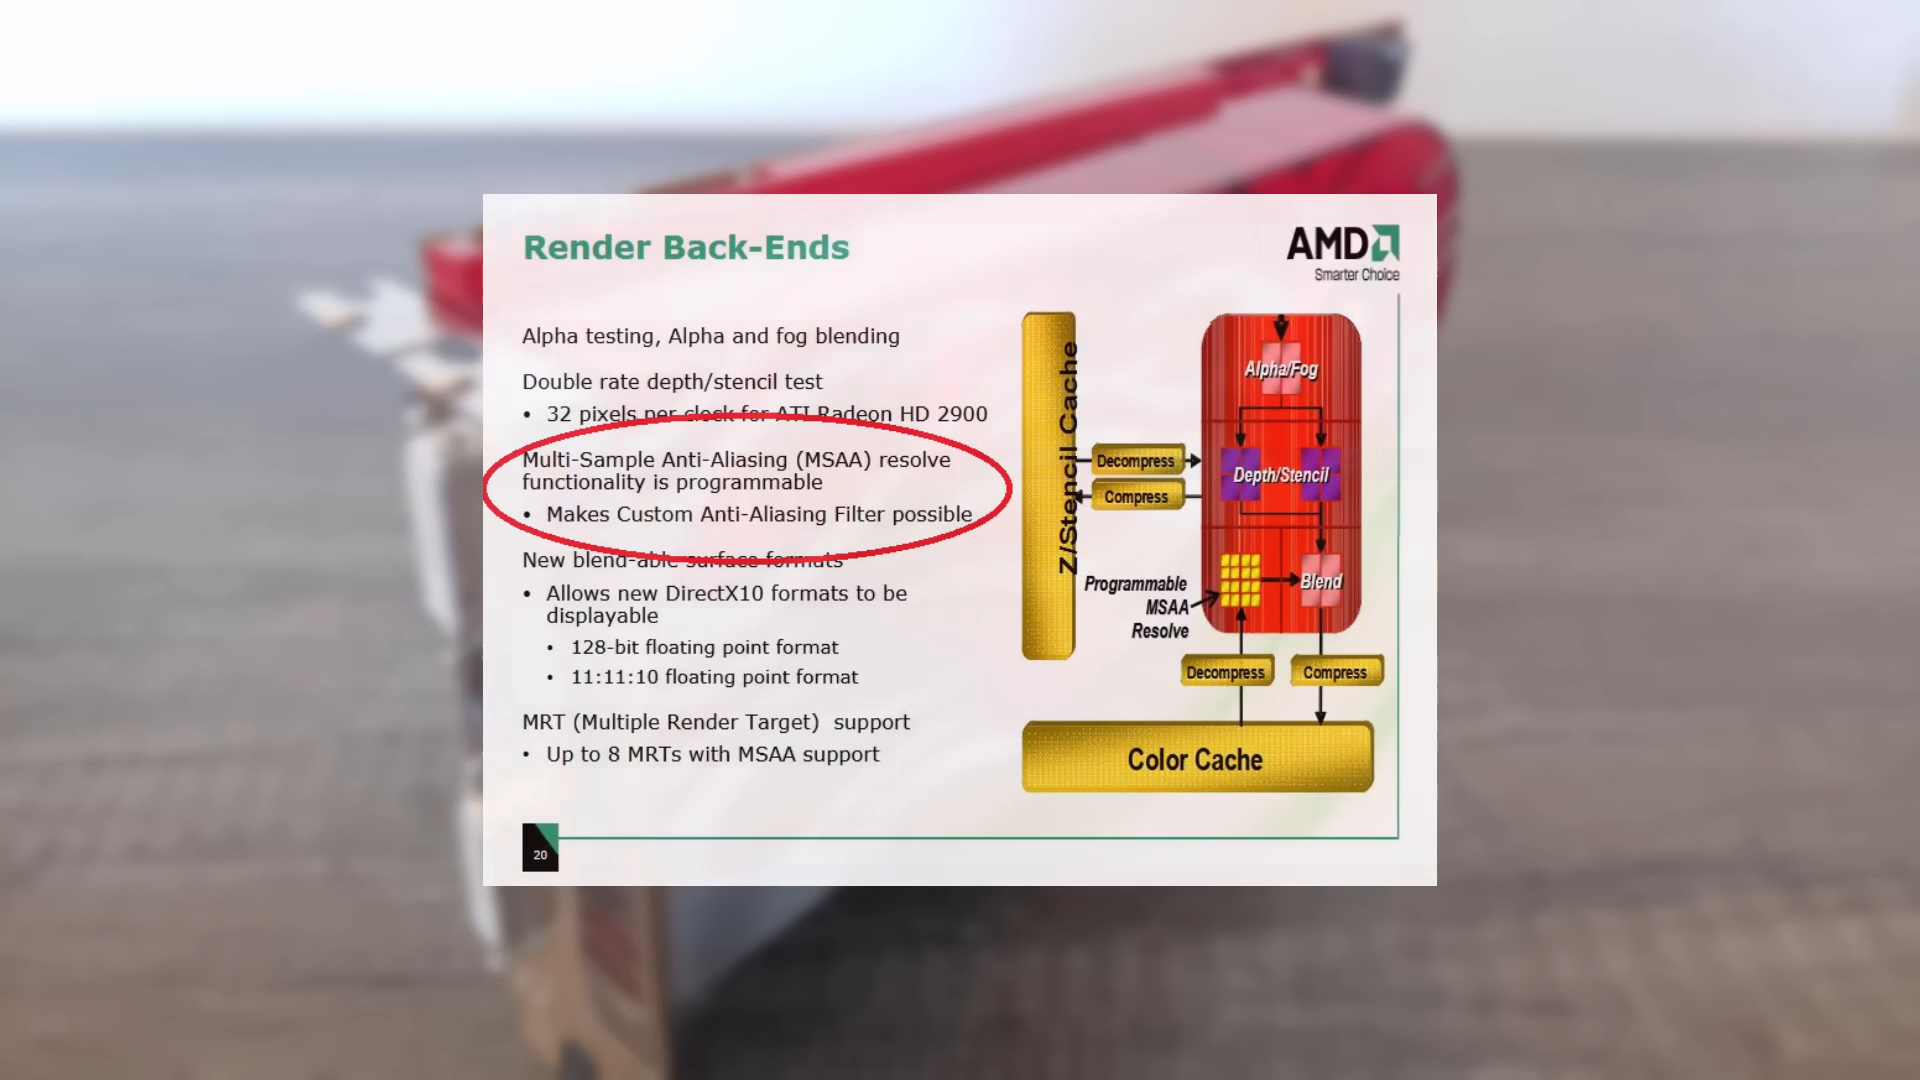 Render Back-Ends
AMD
Smarter Choice
Alpha testing, Alpha and fog blending
Double rate depth/stencil test
• 32 pixels per clock for ATI Radeon HD 2900
Multi-Sample Anti-Aliasing (MSAA) resolve
functionality is programmable
• Makes Custom Anti-Aliasing Filter possible
New blend-able surface formats
• Allows new DirectX10 formats to be
displayable
• 128-bit floating point format
• 11:11:10 floating point format
MRT (Multiple Render Target) support
• Up to 8 MRTs with MSAA support
Z/Stencil Cache
Alpha/Fog
Decompress
Compress
Depth/Stencil
Programmable
MSAA
Resolve
Blend
Decompress
Compress
Color Cache
20